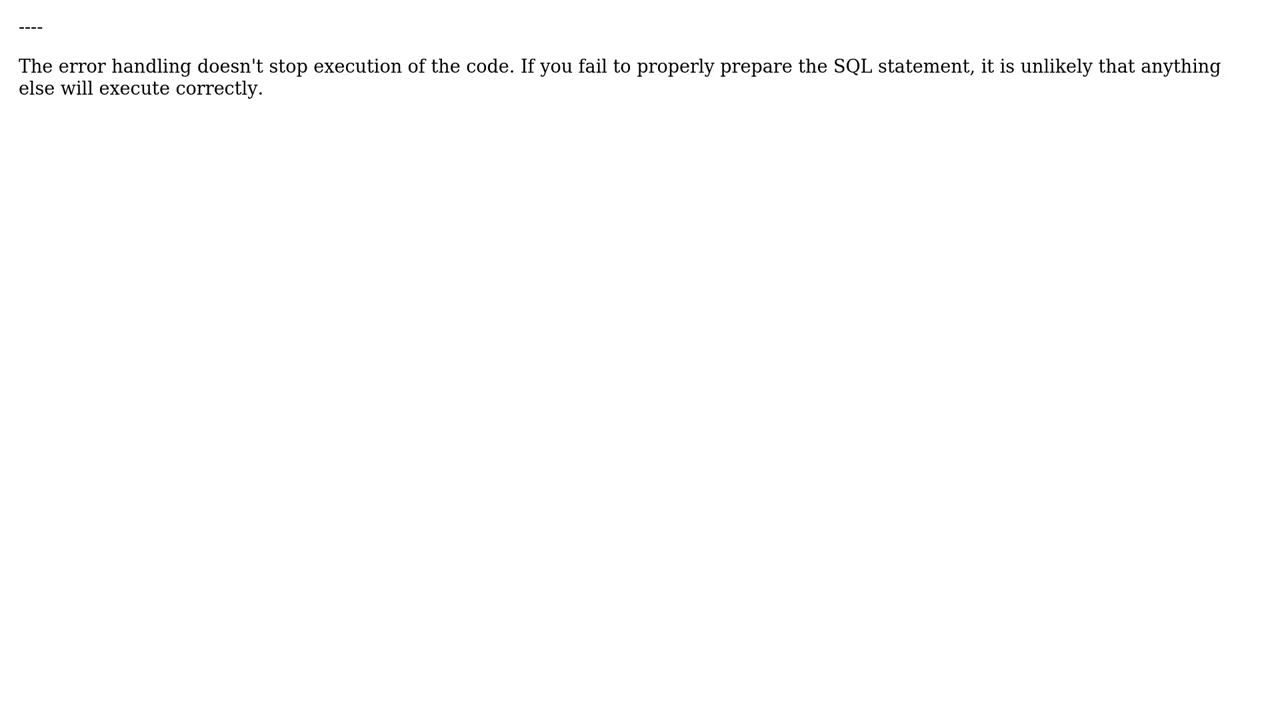 ----
The error handling doesn't stop execution of the code. If you fail to properly prepare the SQL statement, it is unlikely that anything
else will execute correctly.